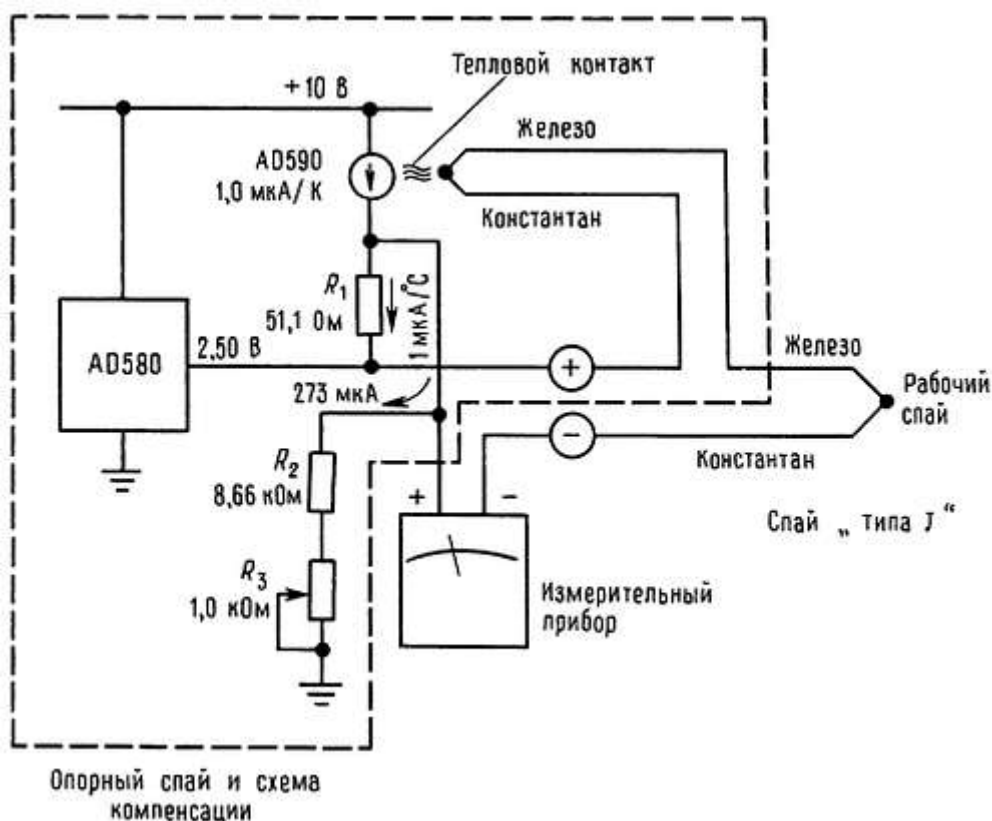 Тепловой контакт
+10 В
Железо
AD590
1,0 мкА/К
Константан
R1
51,1 Ом
1 мкА/°С
AD580
2,50 В
+
Железо
273 мкА
Рабочий
спай
−
R2
8,66 кОм
Константан
+ −
Спай „ типа J “
R3
1,0 кОм
Измерительный
прибор
Опорный спай и схема
компенсации